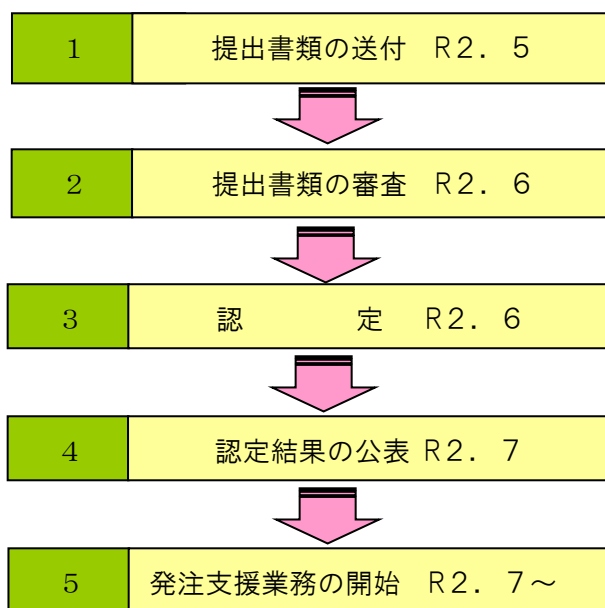 １ 提出書類の送付　Ｒ２．５
２ 提出書類の審査　Ｒ２．６
３ 認　　　　定　Ｒ２．６
４ 認定結果の公表 Ｒ２．７
５ 発注支援業務の開始　Ｒ２．７～